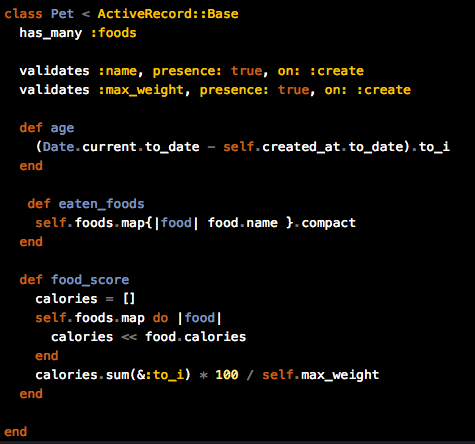 class Pet < ActiveRecord::Base
  has_many :foods

  validates :name, presence: true, on: :create
  validates :max_weight, presence: true, on: :create

  def age
    (Date.current.to_date - self.created_at.to_date).to_i
  end

   def eaten_foods
    self.foods.map{|food| food.name }.compact
  end

  def food_score
    calories = []
    self.foods.map do |food|
      calories << food.calories
    end
    calories.sum(&:to_i) * 100 / self.max_weight
  end

end